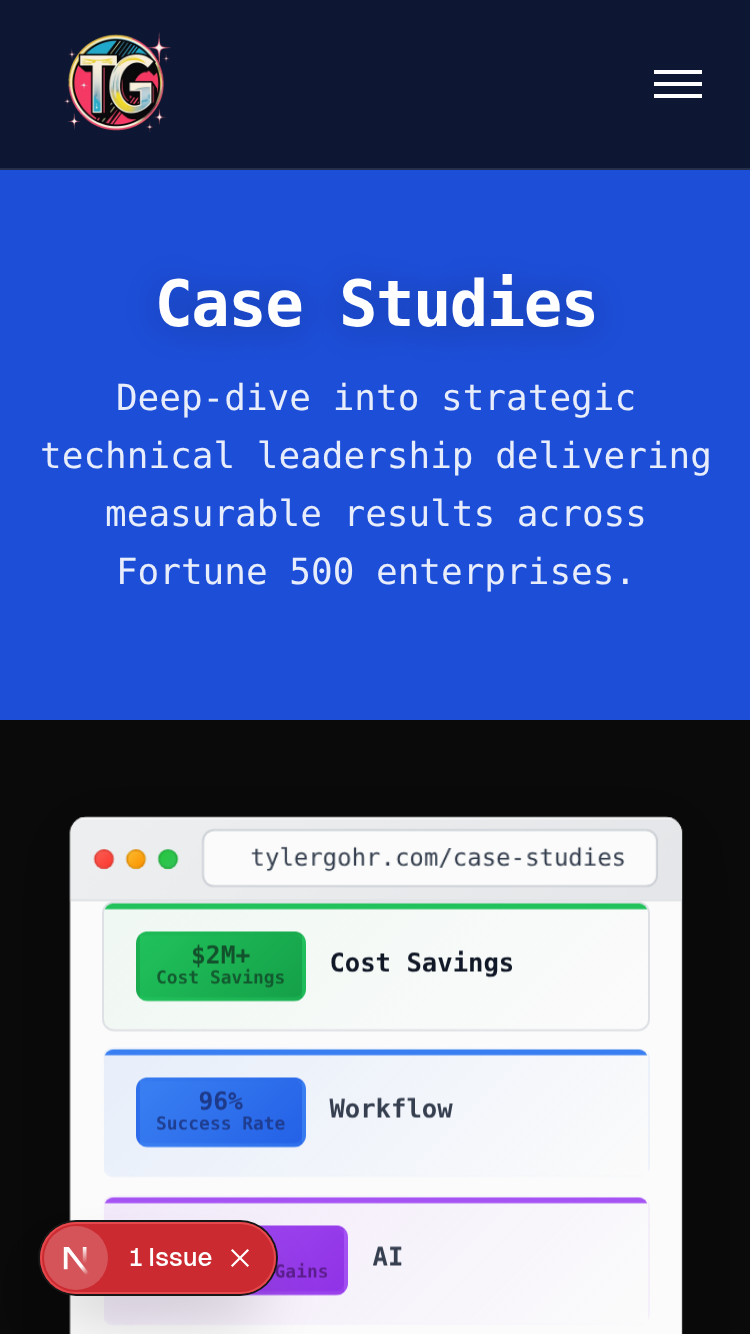 TG
Case Studies
Deep-dive into strategic
technical leadership delivering
measurable results across
Fortune 500 enterprises.
tylergohr.com/case-studies
$2M+
Cost Savings
Cost Savings
96%
Success Rate
Workflow
Gains
AI
N
1 Issue